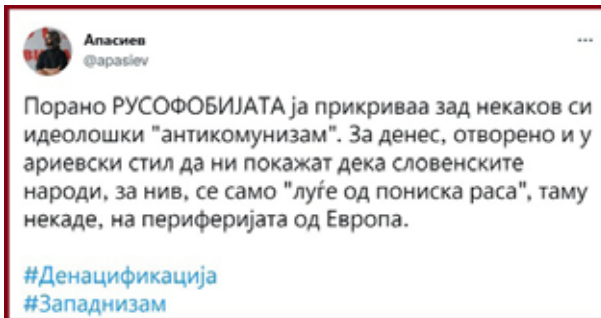 Апасиев
@apasiev
Порано РУСОФОБИЈАТА ја прикриваа зад некаков си
идеолошки "антикомунизам". За денес, отворено и у
ариевски стил да ни покажат дека словенските
народи, за нив, се само "луѓе од пониска раса", таму
некаде, на периферијата од Европа.
#Денацификација
#Западнизам